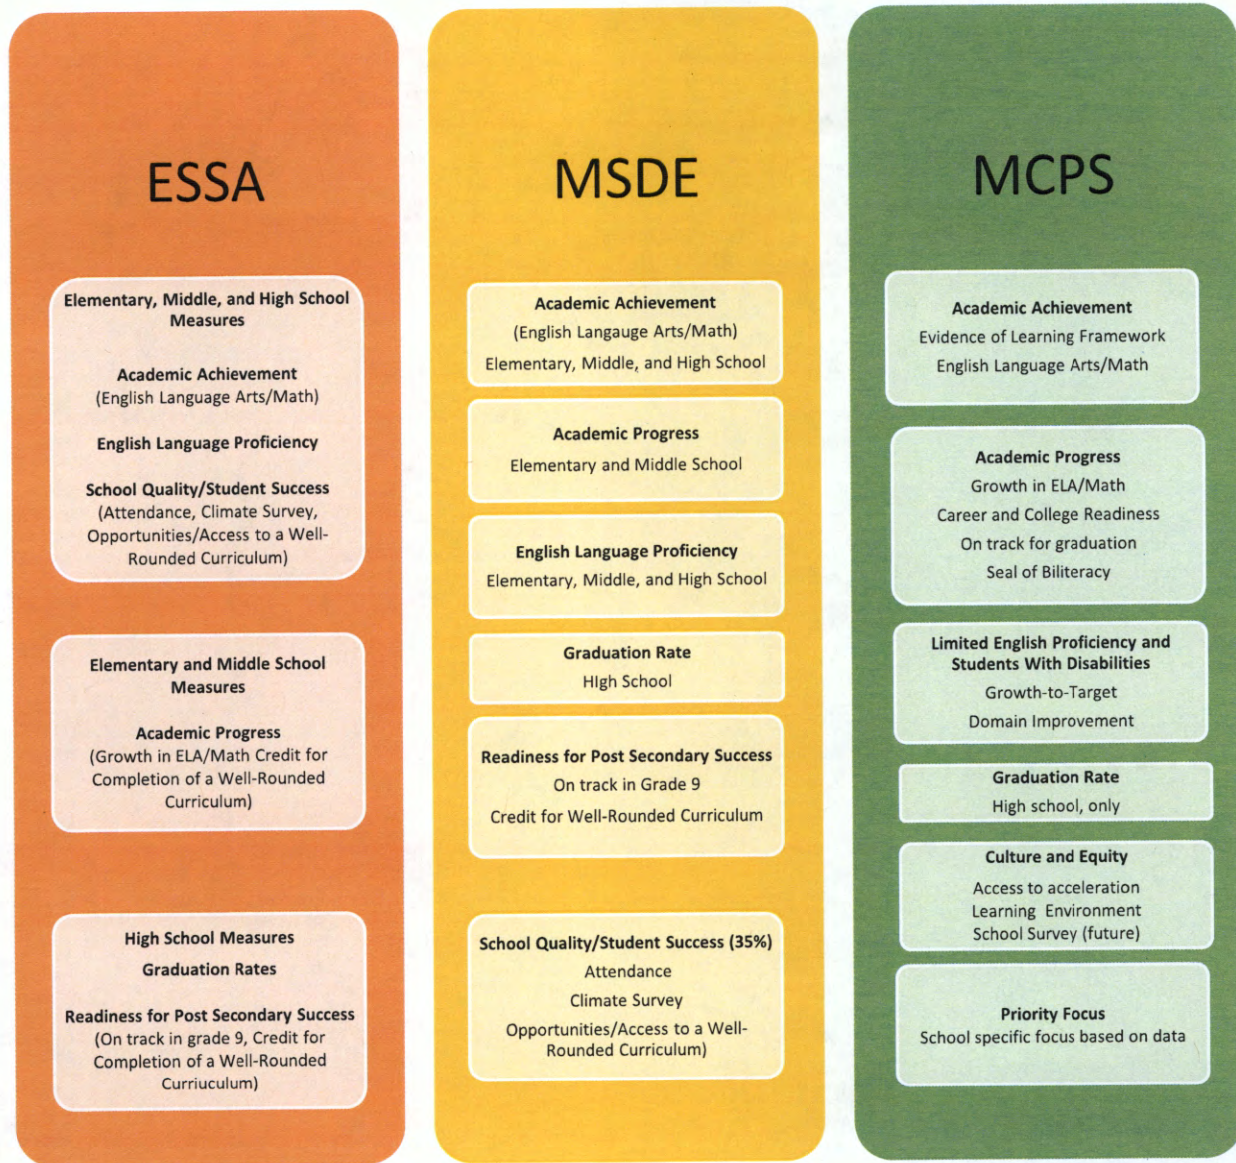 ESSA
Elementary, Middle, and High School
Measures
Academic Achievement
(English Language Arts/Math)
English Language Proficiency
School Quality/Student Success
(Attendance, Climate Survey,
Opportunities/Access to a Well-
Rounded Curriculum)
Elementary and Middle School
Measures
Academic Progress
(Growth in ELA/Math Credit for
Completion of a Well-Rounded
Curriculum)
High School Measures
Graduation Rates
Readiness for Post Secondary Success
(On track in grade 9, Credit for
Completion of a Well-Rounded
Curriuculum)
MSDE
Academic Achievement
(English Langauge Arts/Math)
Elementary, Middle, and High School
Academic Progress
Elementary and Middle School
English Language Proficiency
Elementary, Middle, and High School
Graduation Rate
HIgh School
Readiness for Post Secondary Success
On track in Grade 9
Credit for Well-Rounded Curriculum
School Quality/Student Success (35%)
Attendance
Climate Survey
Opportunities/Access to a Well-
Rounded Curriculum)
MCPS
Academic Achievement
Evidence of Learning Framework
English Language Arts/Math
Academic Progress
Growth in ELA/Math
Career and College Readiness
On track for graduation
Seal of Biliteracy
Limited English Proficiency and
Students With Disabilities
Growth-to-Target
Domain Improvement
Graduation Rate
High school, only
Culture and Equity
Access to acceleration
Learning Environment
School Survey (future)
Priority Focus
School specific focus based on data